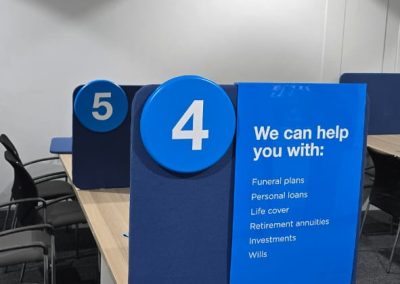 5
4
We can help
you with:
Funeral plans
Personal loans
Life cover
Retirement annuities
Investments
Wills